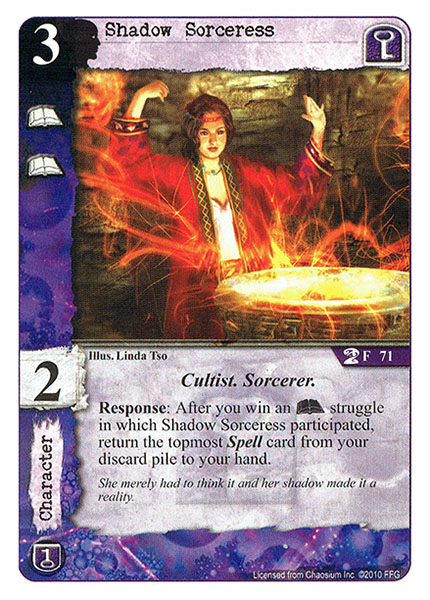 3
Shadow Sorceress
Illus. Linda Tso
F 71
2
Cultist. Sorcerer.
Response: After you win an struggle
in which Shadow Sorceress participated,
return the topmost Spell card from your
discard pile to your hand.
She merely had to think it and her shadow made it a
reality.
Character
1
Licensed from Chaosium Inc. ©2010 FFG